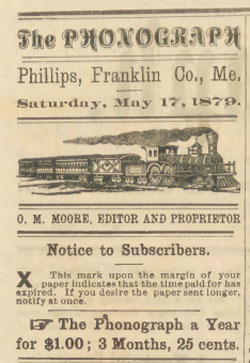 The PHONOGRAPH
Phillips, Franklin Co., Me.
Saturday, May 17, 1879.
O. M. MOORE, EDITOR AND PROPRIETOR
Notice to Subscribers.
X This mark upon the margin of your
paper indicates that the time paid for has
expired. If you desire the paper sent longer,
notify at once.
☞ The Phonograph a Year
for $1.00; 3 Months, 25 cents.